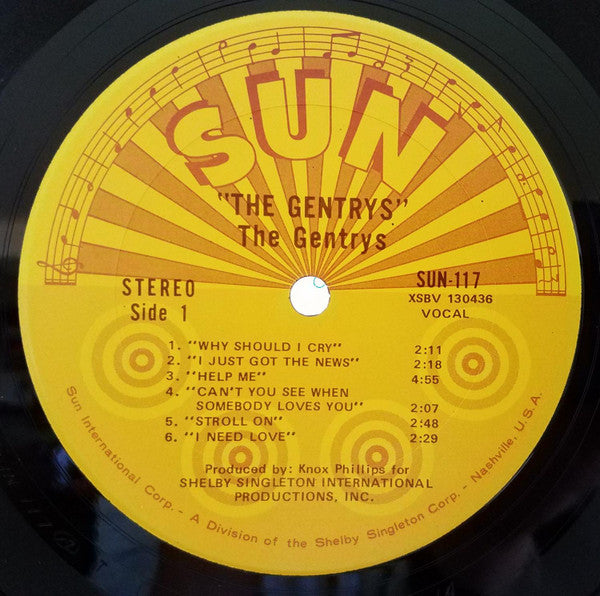 SUN
"THE GENTRYS"
The Gentrys
STEREO
Side 1
SUN-117
XSBV 130436
VOCAL
1. "WHY SHOULD I CRY" 2:11
2. "I JUST GOT THE NEWS" 2:18
3. "HELP ME" 4:55
4. "CAN'T YOU SEE WHEN
SOMEBODY LOVES YOU" 2:07
5. "STROLL ON" 2:48
6. "I NEED LOVE" 2:29
Produced by: Knox Phillips for
SHELBY SINGLETON INTERNATIONAL
PRODUCTIONS, INC.
Sun International Corp. - A Division of the Shelby Singleton Corp. - Nashville, U.S.A.